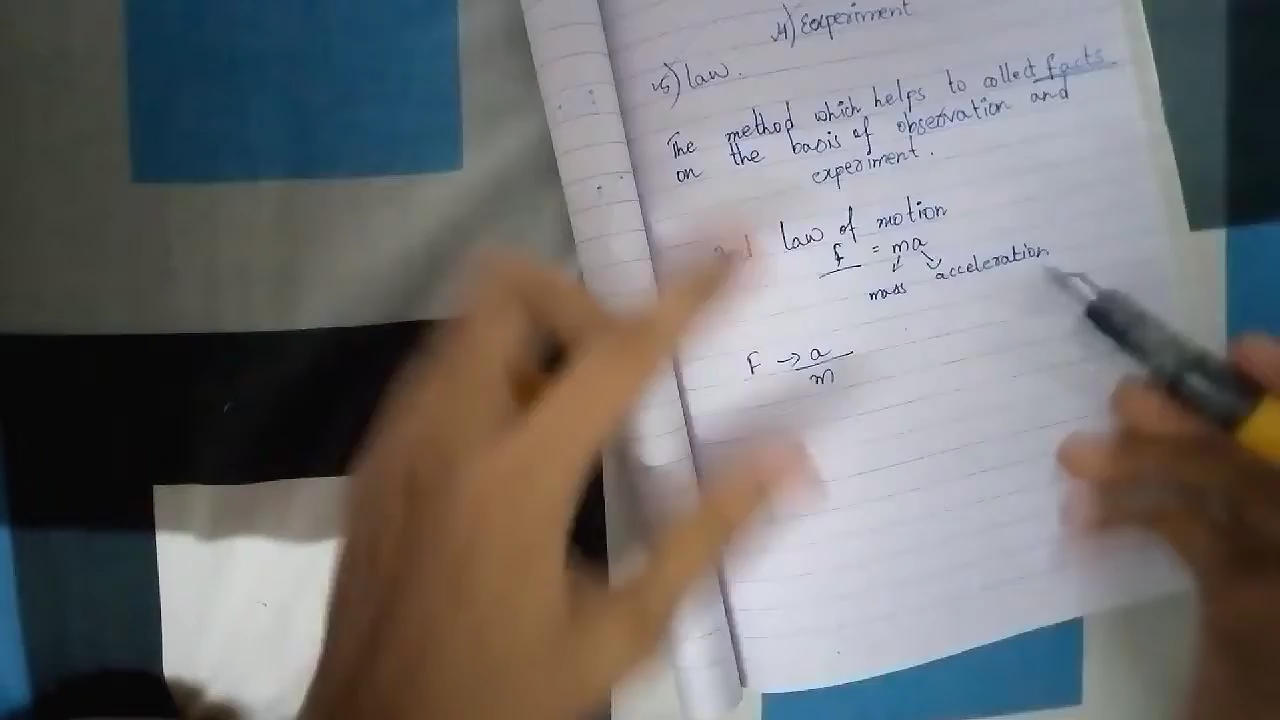 4) Experiment
5) law.
The method which helps to collect facts
on the basis of observation and
experiment.
2nd law of motion
f = ma
mass acceleration
F → a
m